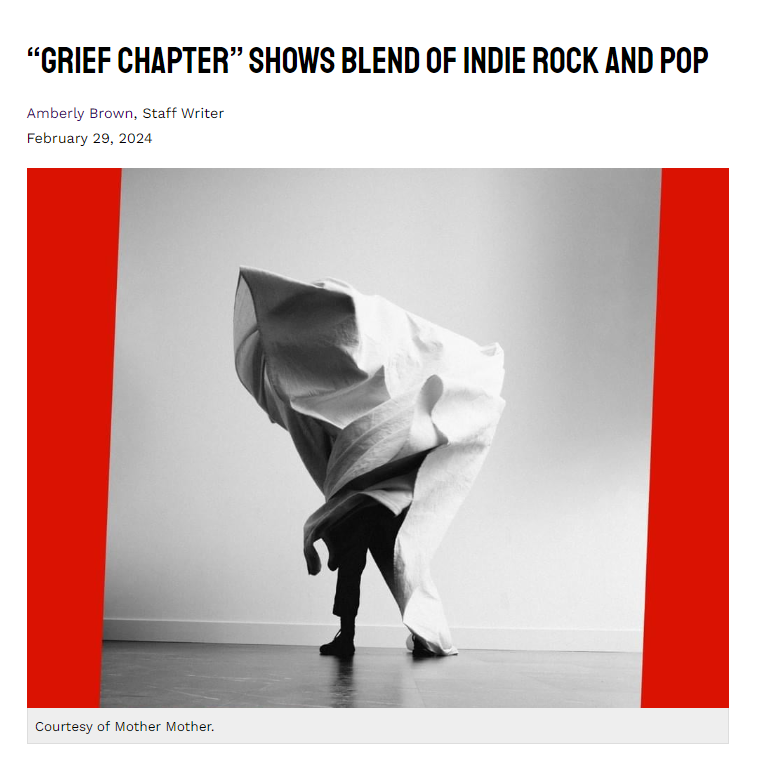 “GRIEF CHAPTER” SHOWS BLEND OF INDIE ROCK AND POP
Amberly Brown, Staff Writer
February 29, 2024
Courtesy of Mother Mother.